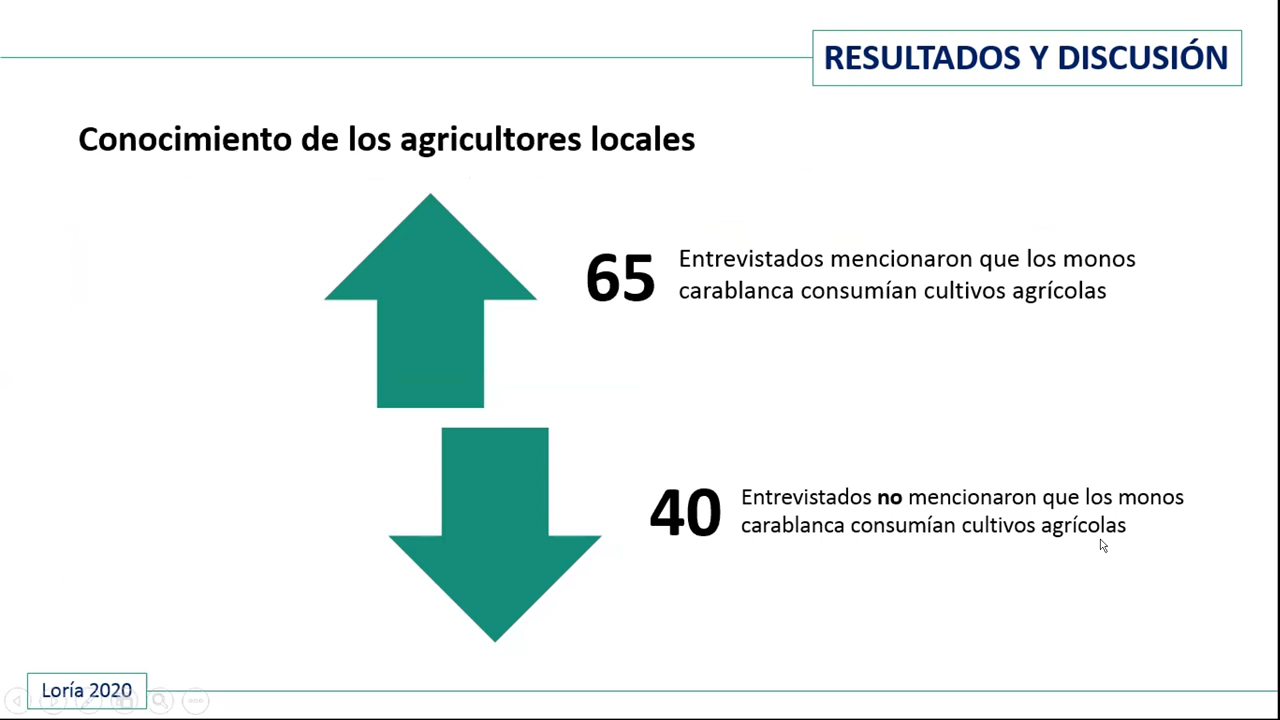 RESULTADOS Y DISCUSIÓN
Conocimiento de los agricultores locales
65
Entrevistados mencionaron que los monos
carablanca consumían cultivos agrícolas
40
Entrevistados no mencionaron que los monos
carablanca consumían cultivos agrícolas
Loría 2020